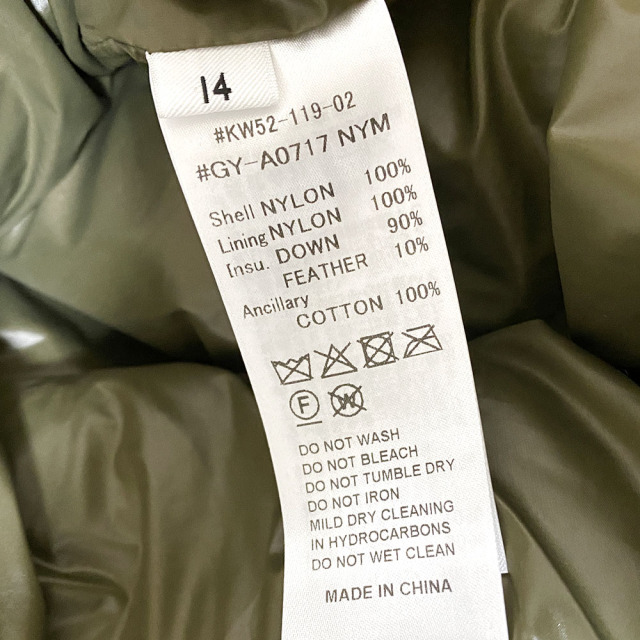 14
#KW52-119-02
#GY-A0717 NYM
Shell NYLON 100%
Lining NYLON 100%
Insu. DOWN 90%
FEATHER 10%
Ancillary
COTTON 100%
F W
DO NOT WASH
DO NOT BLEACH
DO NOT TUMBLE DRY
DO NOT IRON
MILD DRY CLEANING
IN HYDROCARBONS
DO NOT WET CLEAN
MADE IN CHINA